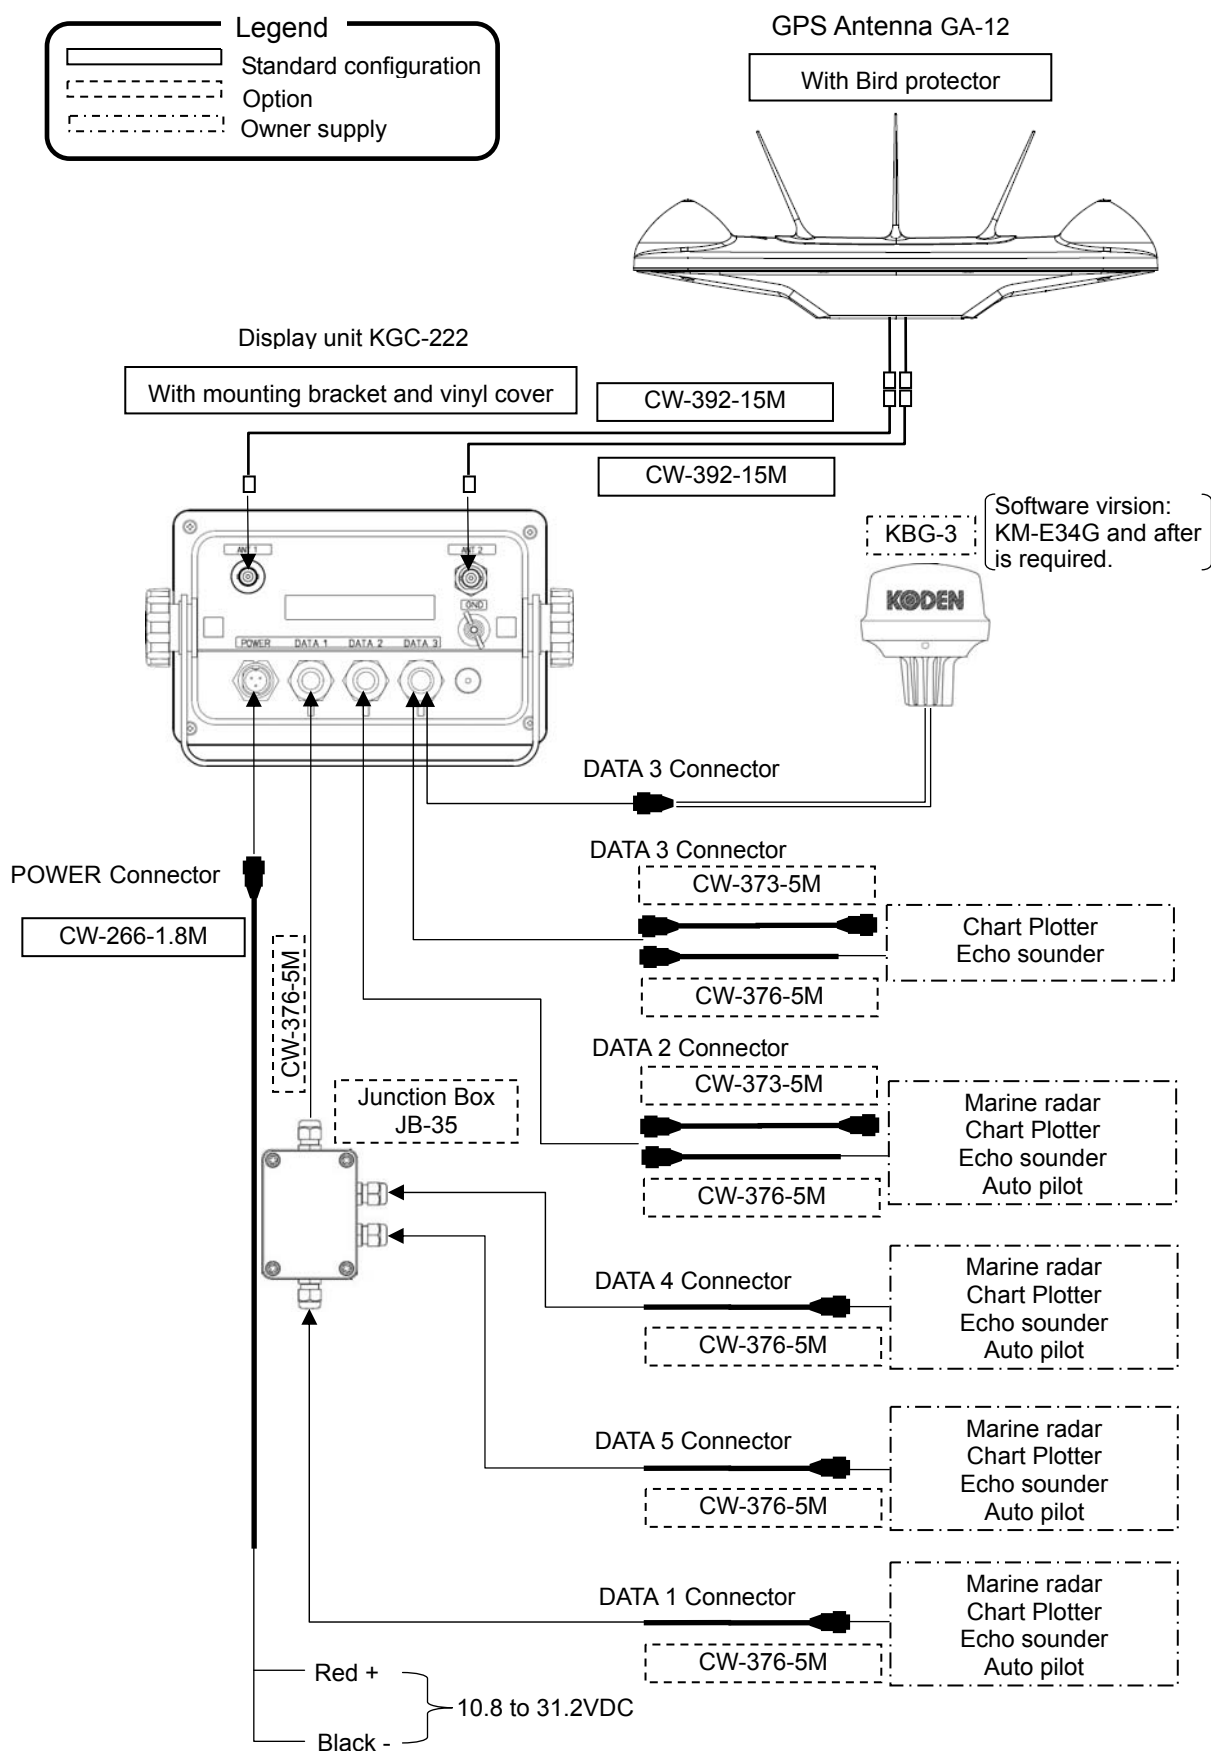 Legend
Standard configuration
Option
Owner supply
GPS Antenna GA-12
With Bird protector
Display unit KGC-222
With mounting bracket and vinyl cover
CW-392-15M
CW-392-15M
KBG-3
Software virsion:
KM-E34G and after
is required.
KODEN
ANT 1
ANT 2
GND
POWER
DATA 1
DATA 2
DATA 3
DATA 3 Connector
DATA 3 Connector
CW-373-5M
Chart Plotter
Echo sounder
CW-376-5M
POWER Connector
CW-266-1.8M
CW-376-5M
DATA 2 Connector
CW-373-5M
Marine radar
Chart Plotter
Echo sounder
Auto pilot
CW-376-5M
Junction Box
JB-35
DATA 4 Connector
CW-376-5M
Marine radar
Chart Plotter
Echo sounder
Auto pilot
DATA 5 Connector
CW-376-5M
Marine radar
Chart Plotter
Echo sounder
Auto pilot
DATA 1 Connector
CW-376-5M
Marine radar
Chart Plotter
Echo sounder
Auto pilot
Red +
10.8 to 31.2VDC
Black -